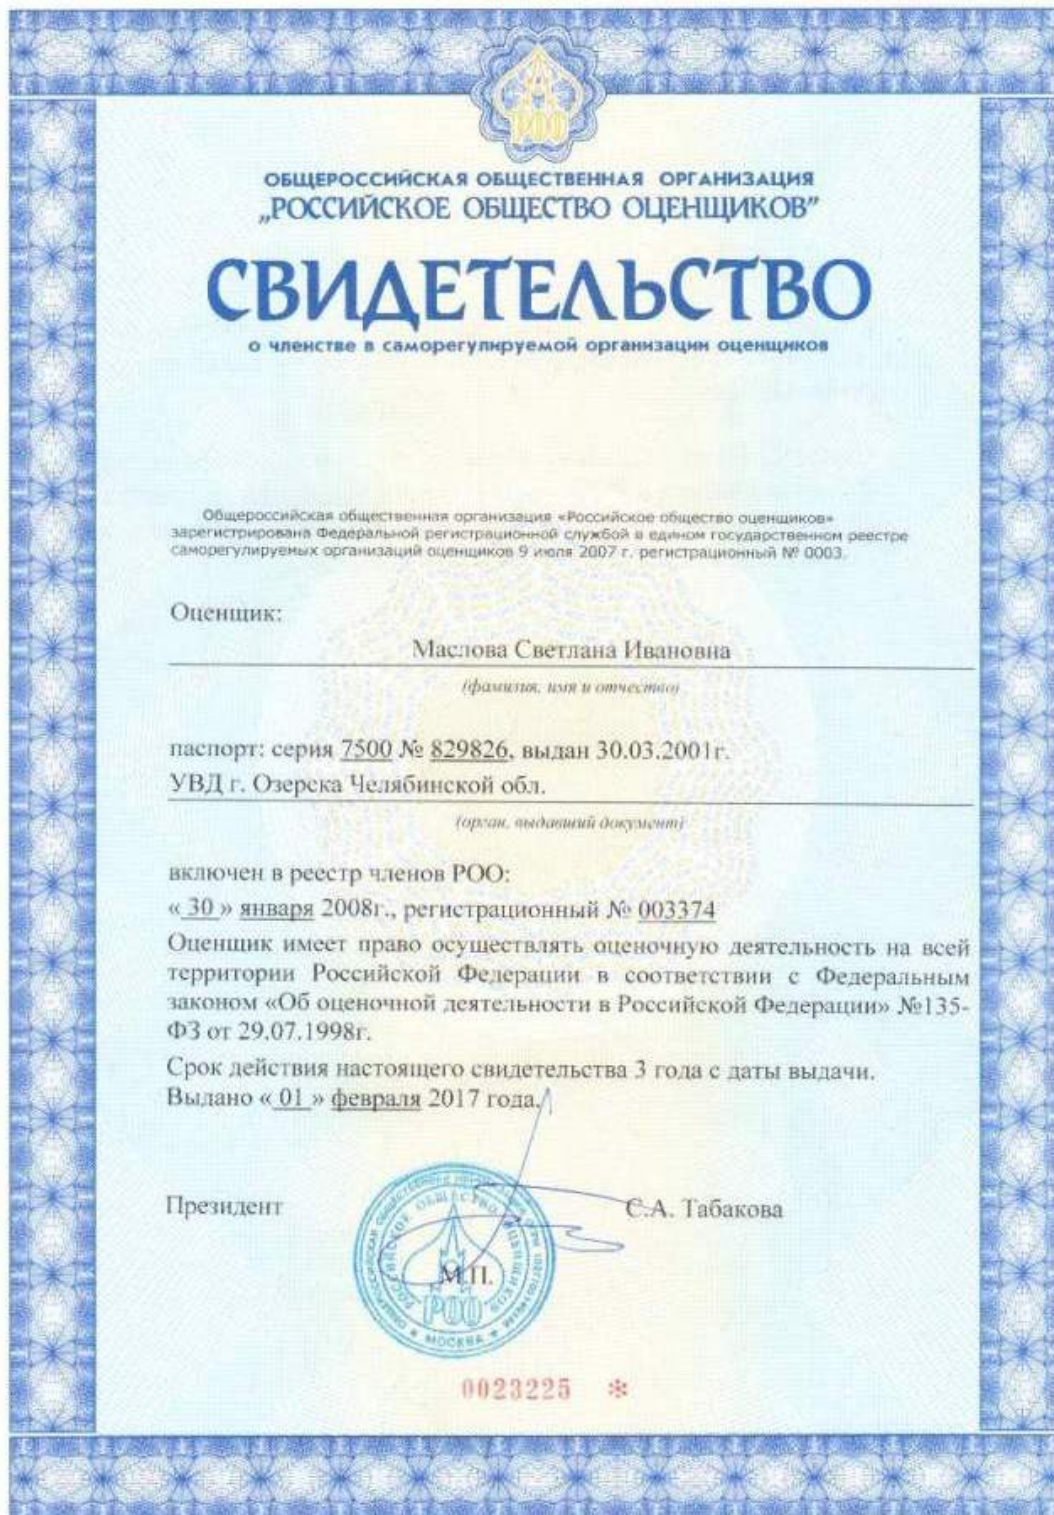 РОО
ОБЩЕРОССИЙСКАЯ ОБЩЕСТВЕННАЯ ОРГАНИЗАЦИЯ
„РОССИЙСКОЕ ОБЩЕСТВО ОЦЕНЩИКОВ”
СВИДЕТЕЛЬСТВО
о членстве в саморегулируемой организации оценщиков
Общероссийская общественная организация «Российское общество оценщиков»
зарегистрирована Федеральной регистрационной службой в едином государственном реестре
саморегулируемых организаций оценщиков 9 июля 2007 г. регистрационный № 0003.
Оценщик:
Маслова Светлана Ивановна
(фамилия, имя и отчество)
паспорт: серия 7500 № 829826, выдан 30.03.2001г.
УВД г. Озерска Челябинской обл.
(орган, выдавший документ)
включен в реестр членов РОО:
« 30 » января 2008г., регистрационный № 003374
Оценщик имеет право осуществлять оценочную деятельность на всей
территории Российской Федерации в соответствии с Федеральным
законом «Об оценочной деятельности в Российской Федерации» №135-
ФЗ от 29.07.1998г.
Срок действия настоящего свидетельства 3 года с даты выдачи.
Выдано « 01 » февраля 2017 года.
Президент
С.А. Табакова
М.П.
РОССИЙСКОЕ ОБЩЕСТВО ОЦЕНЩИКОВ
РОО
МОСКВА
0023225 *